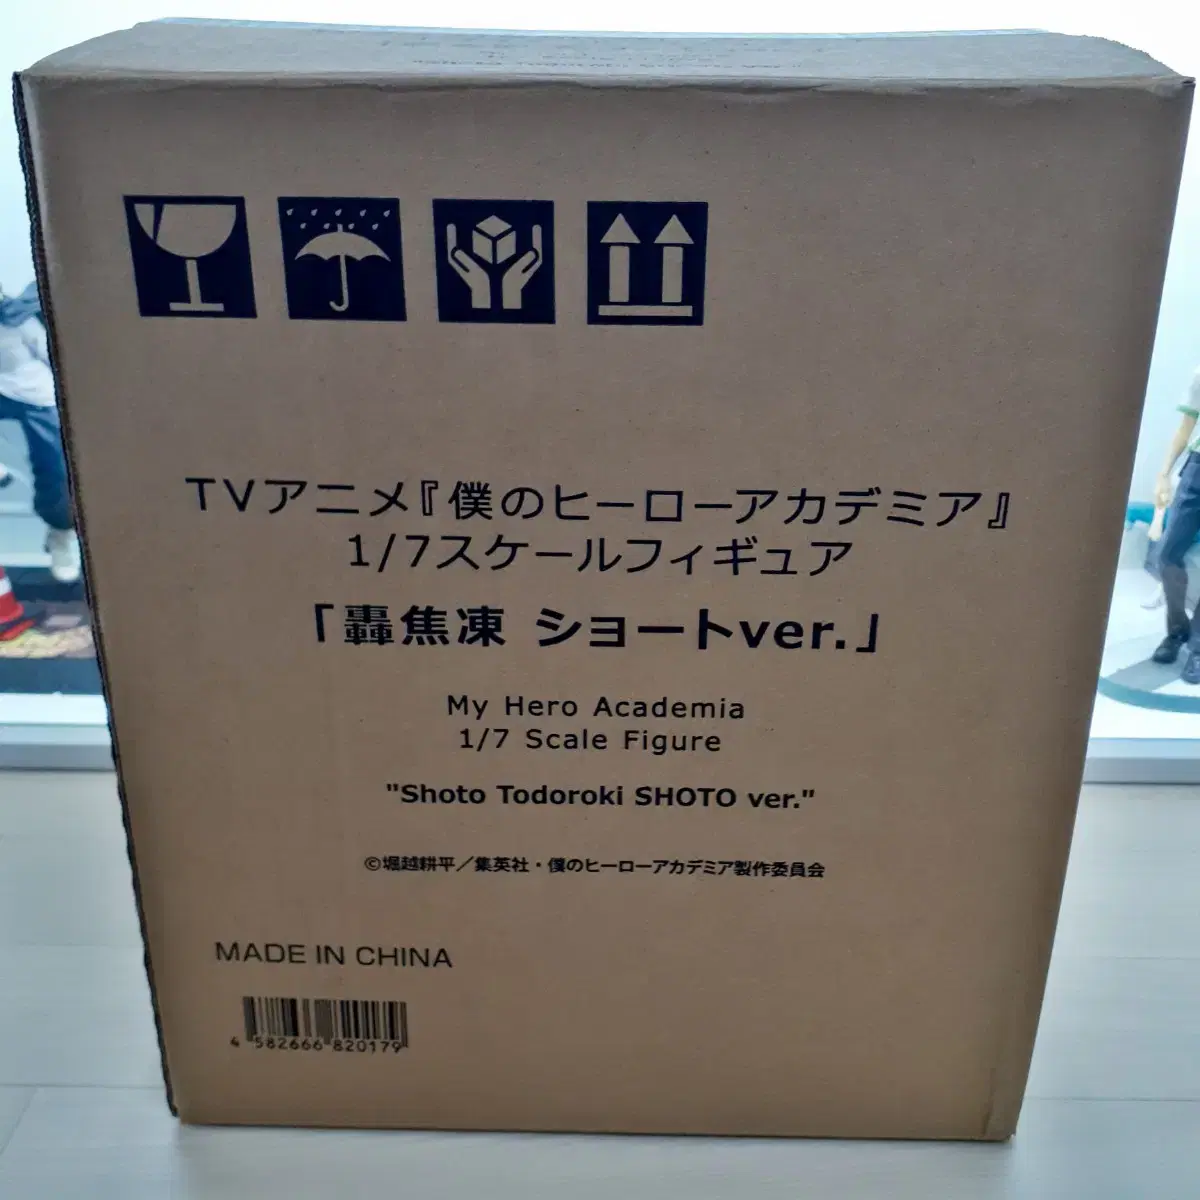 TVアニメ『僕のヒーローアカデミア』
1/7スケールフィギュア
「轟焦凍 ショートver.」
My Hero Academia
1/7 Scale Figure
"Shoto Todoroki SHOTO ver."
©堀越耕平／集英社・僕のヒーローアカデミア製作委員会
MADE IN CHINA
4 582666 820179